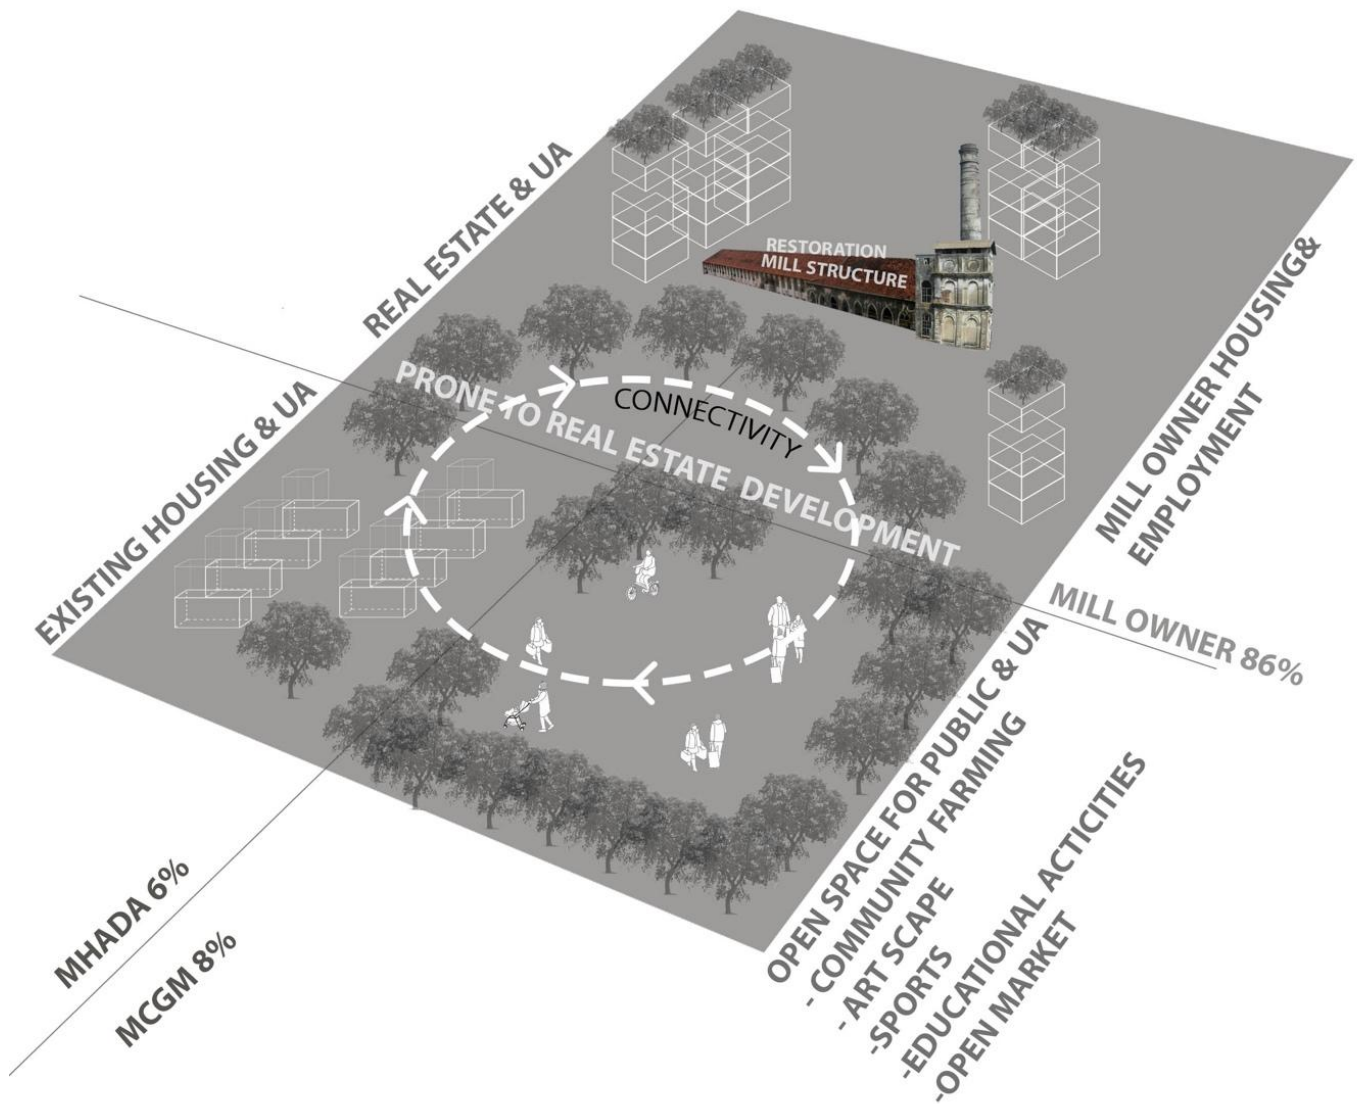 REAL ESTATE & UA
RESTORATION
MILL STRUCTURE
PRONE TO REAL ESTATE DEVELOPMENT
CONNECTIVITY
EXISTING HOUSING & UA
MILL OWNER HOUSING&
EMPLOYMENT
MILL OWNER 86%
MHADA 6%
MCGM 8%
OPEN SPACE FOR PUBLIC & UA
- COMMUNITY FARMING
- ART SCAPE
-SPORTS
-EDUCATIONAL ACTICITIES
-OPEN MARKET